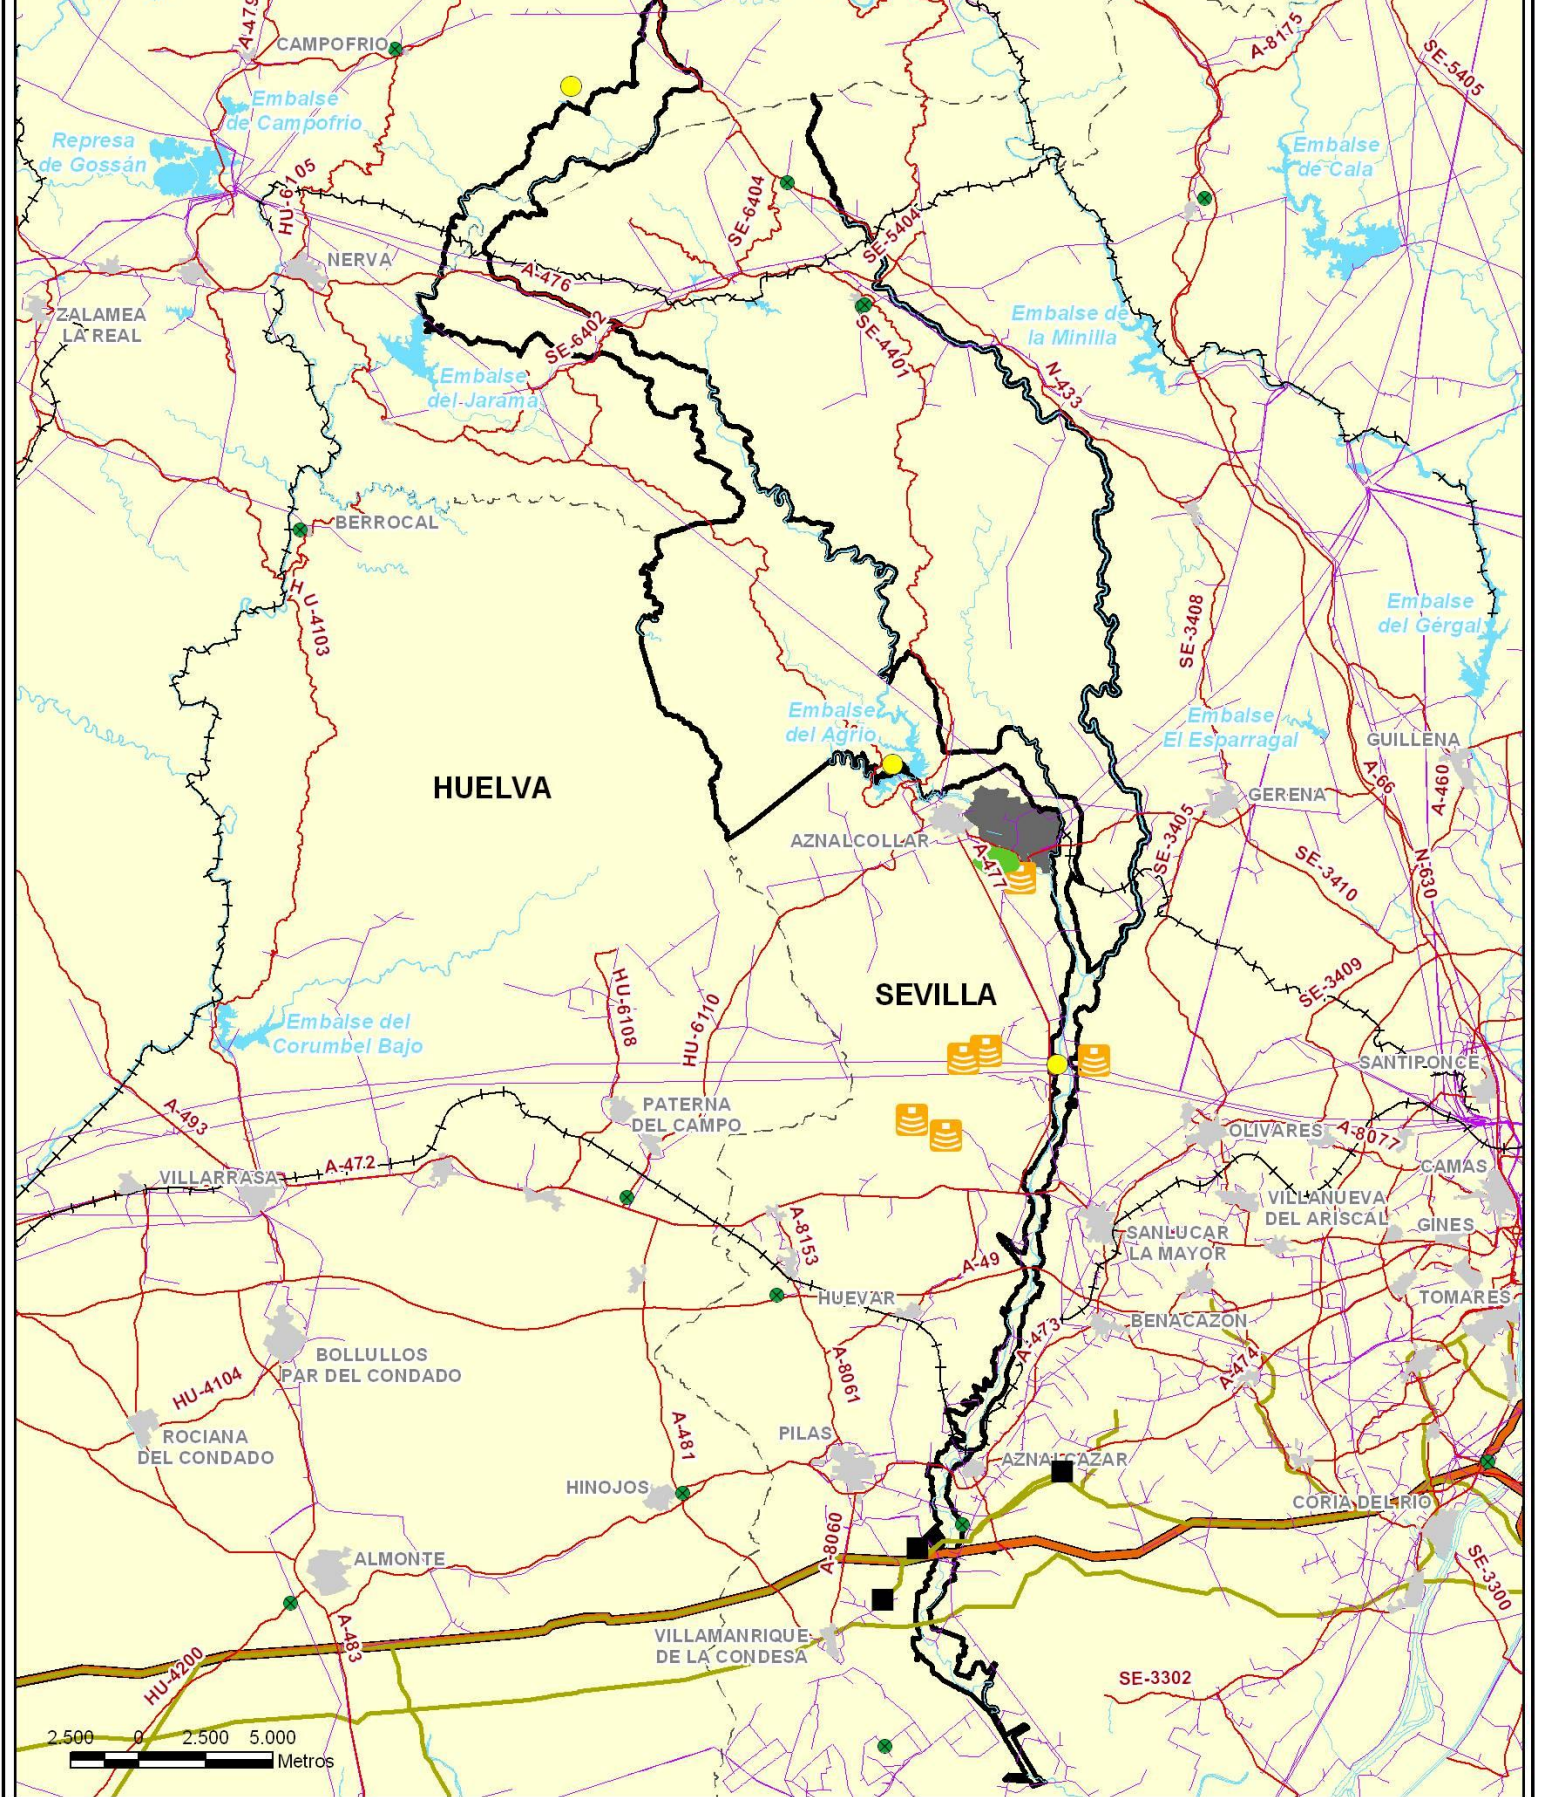 A-479
CAMPOFRIO
A-8175
SE-5405
Embalse
de Campofrio
Represa
de Gossán
Embalse
de Cala
HU-6105
SE-6404
SE-5404
NERVA
A-476
ZALAMEA
LA REAL
SE-6402
SE-4401
Embalse de
la Minilla
N-433
Embalse
del Jarama
BERROCAL
HU-4103
SE-3408
Embalse
del Gérgal
Embalse
del Agrio
Embalse
El Esparragal
GUILLENA
HUELVA
A-66
A-460
GERENA
AZNALCOLLAR
SE-3405
A-477
SE-3410
N-630
SEVILLA
SE-3409
HU-6108
HU-6110
Embalse del
Corumbel Bajo
SANTIPONCE
A-493
PATERNA
DEL CAMPO
OLIVARES
A-8077
VILLARRASA
A-472
CAMAS
VILLANUEVA
DEL ARISCAL
GINES
A-8153
SANLUCAR
LA MAYOR
A-49
HUEVAR
TOMARES
BENACAZON
A-473
A-474
BOLLULLOS
PAR DEL CONDADO
HU-4104
A-8061
ROCIANA
DEL CONDADO
A-481
PILAS
AZNALCAZAR
HINOJOS
CORIA DEL RIO
A-8060
ALMONTE
SE-3300
A-483
VILLAMANRIQUE
DE LA CONDESA
HU-4200
SE-3302
2.500 0 2.500 5.000
Metros